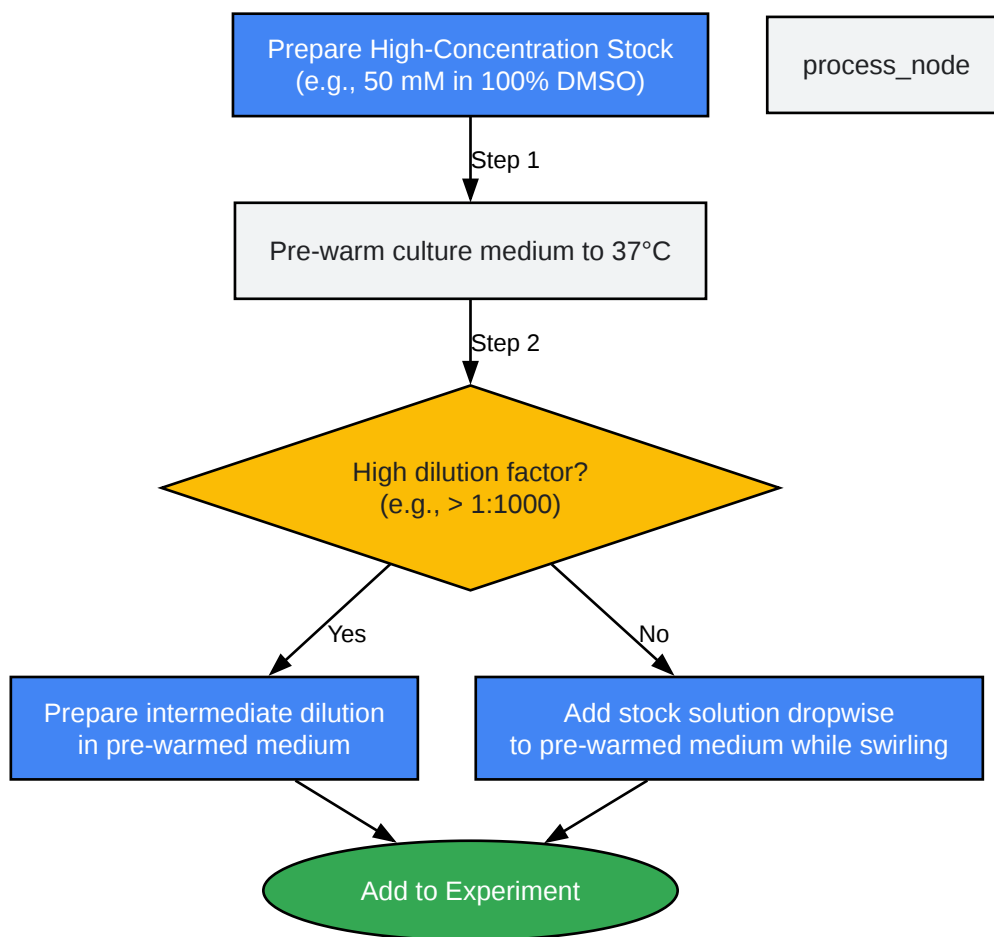 Prepare High-Concentration Stock
(e.g., 50 mM in 100% DMSO)
process_node
Step 1
Pre-warm culture medium to 37°C
Step 2
High dilution factor?
(e.g., > 1:1000)
Yes
No
Prepare intermediate dilution
in pre-warmed medium
Add stock solution dropwise
to pre-warmed medium while swirling
Add to Experiment